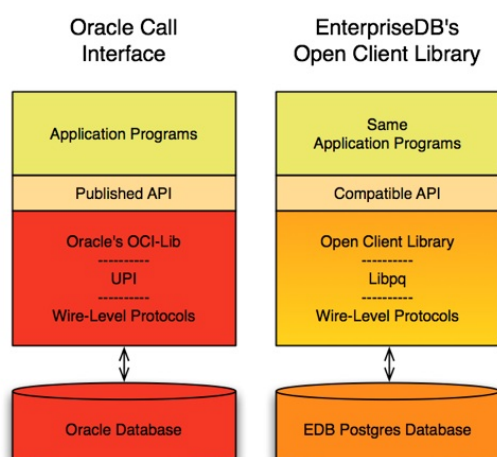 Oracle Call
Interface
Application Programs
Published API
Oracle's OCI-Lib
----------
UPI
----------
Wire-Level Protocols
Oracle Database
EnterpriseDB's
Open Client Library
Same
Application Programs
Compatible API
Open Client Library
----------
Libpq
----------
Wire-Level Protocols
EDB Postgres Database